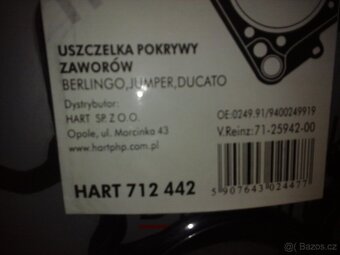 USZCZELKA POKRYWY
ZAWORÓW
BERLINGO,JUMPER,DUCATO
Dystrybutor:
HART SP. Z O.O.
Opole, ul. Marcinka 43
www.hartphp.com.pl
OE:0249.91/9400249919
V.Reinz:71-25942-00
HART 712 442
5 907643 024477
Bazoš.cz